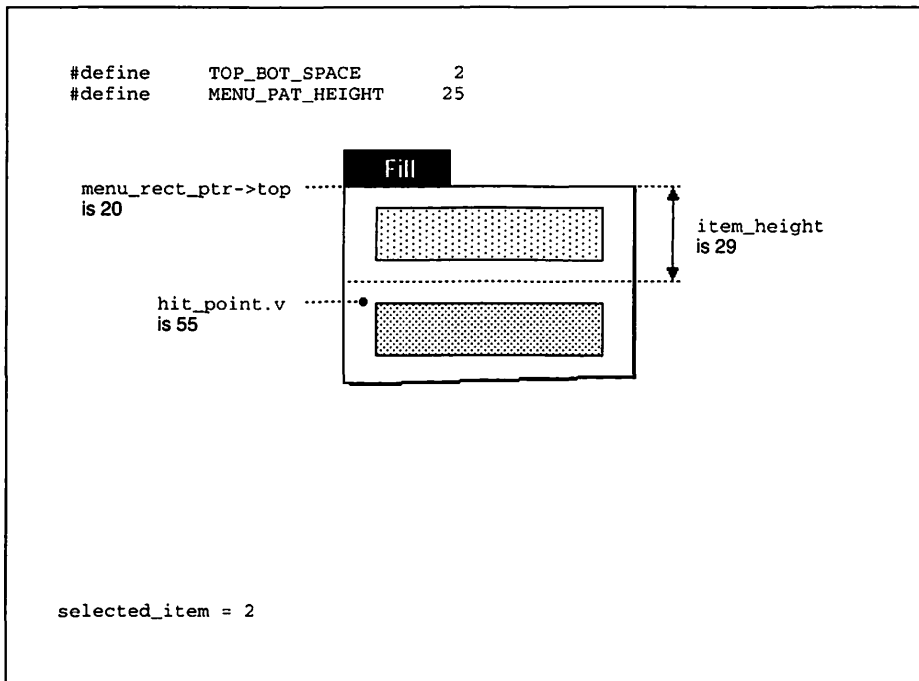 #define TOP_BOT_SPACE 2
#define MENU_PAT_HEIGHT 25
Fill
menu_rect_ptr->top
is 20
item_height
is 29
hit_point.v
is 55
selected_item = 2